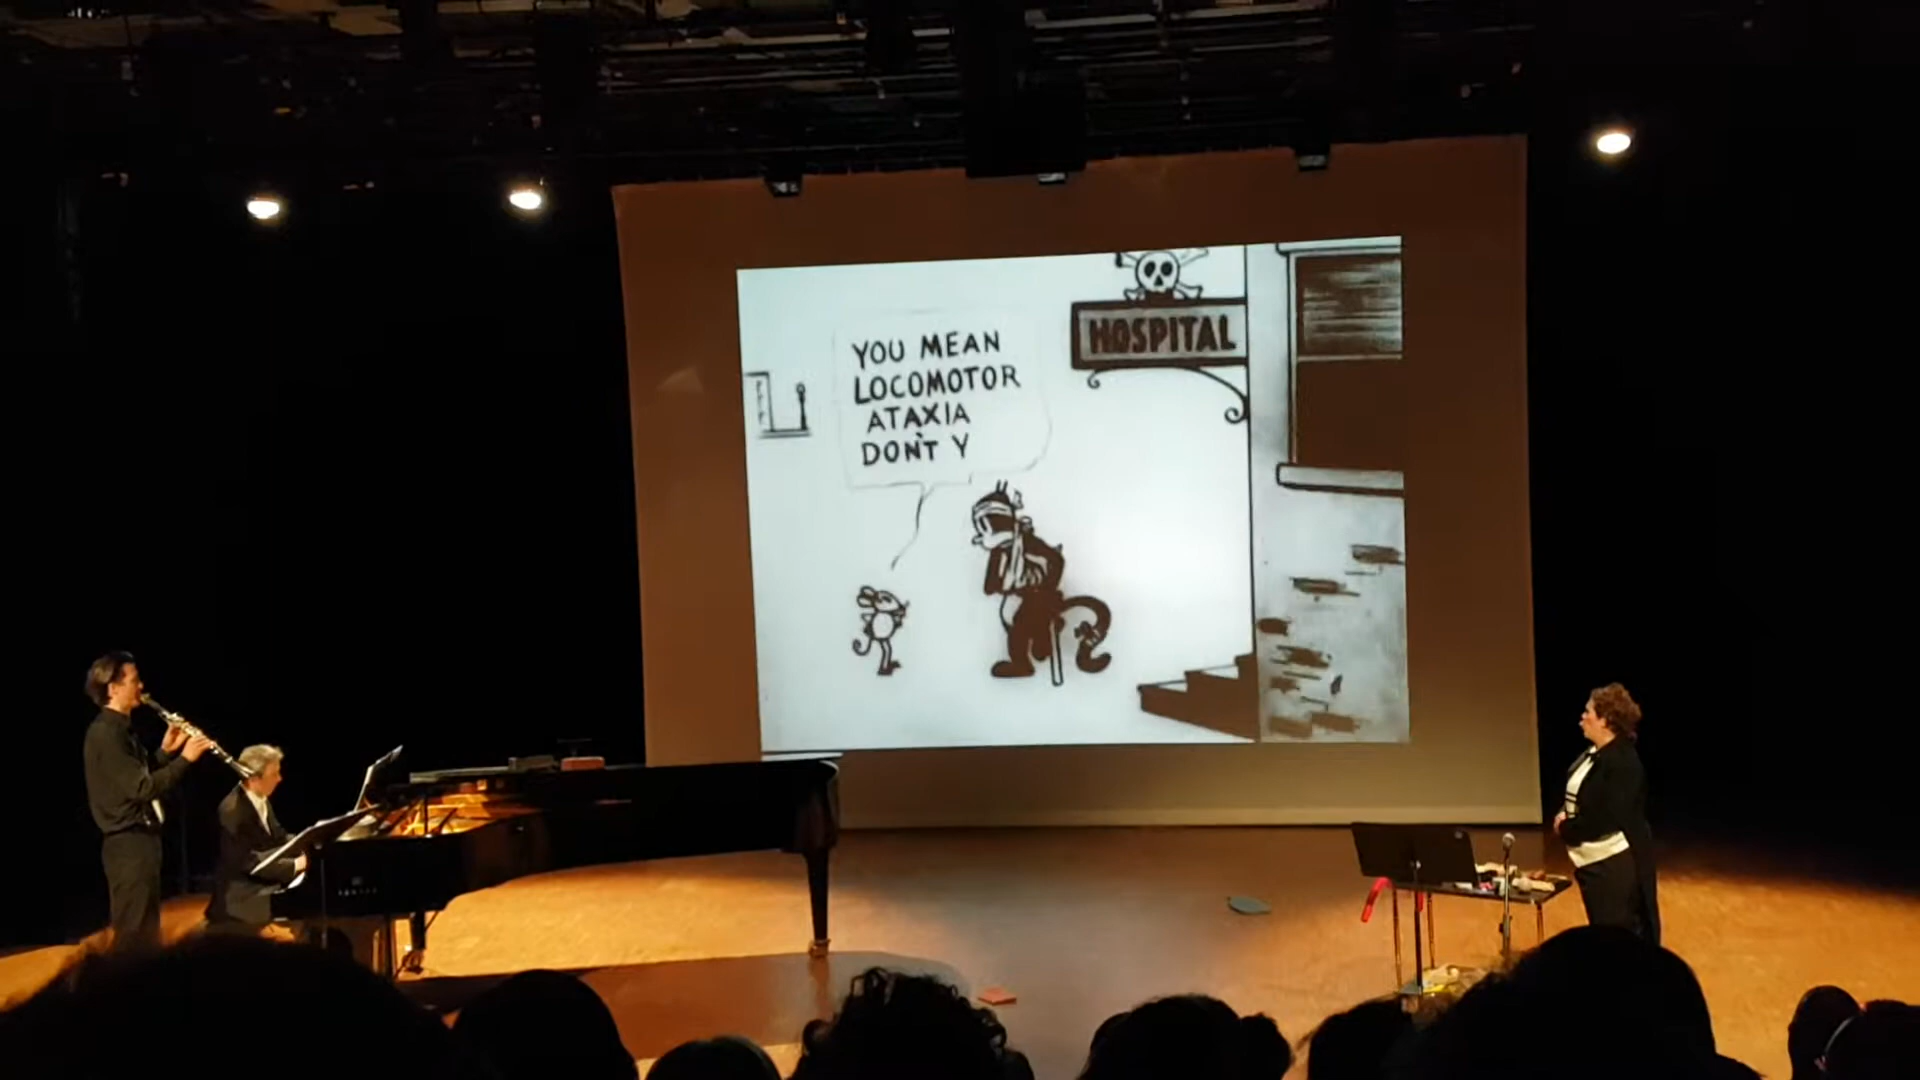 HOSPITAL
YOU MEAN
LOCOMOTOR
ATAXIA
DON'T Y